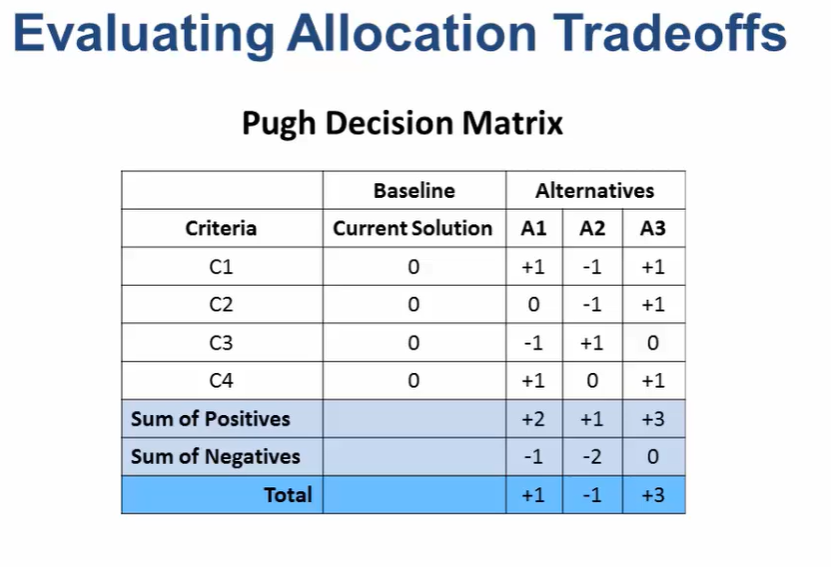 Evaluating Allocation Tradeoffs
Pugh Decision Matrix
Baseline Alternatives
Criteria Current Solution A1 A2 A3
C1 0 +1 -1 +1
C2 0 0 -1 +1
C3 0 -1 +1 0
C4 0 +1 0 +1
Sum of Positives +2 +1 +3
Sum of Negatives -1 -2 0
Total +1 -1 +3